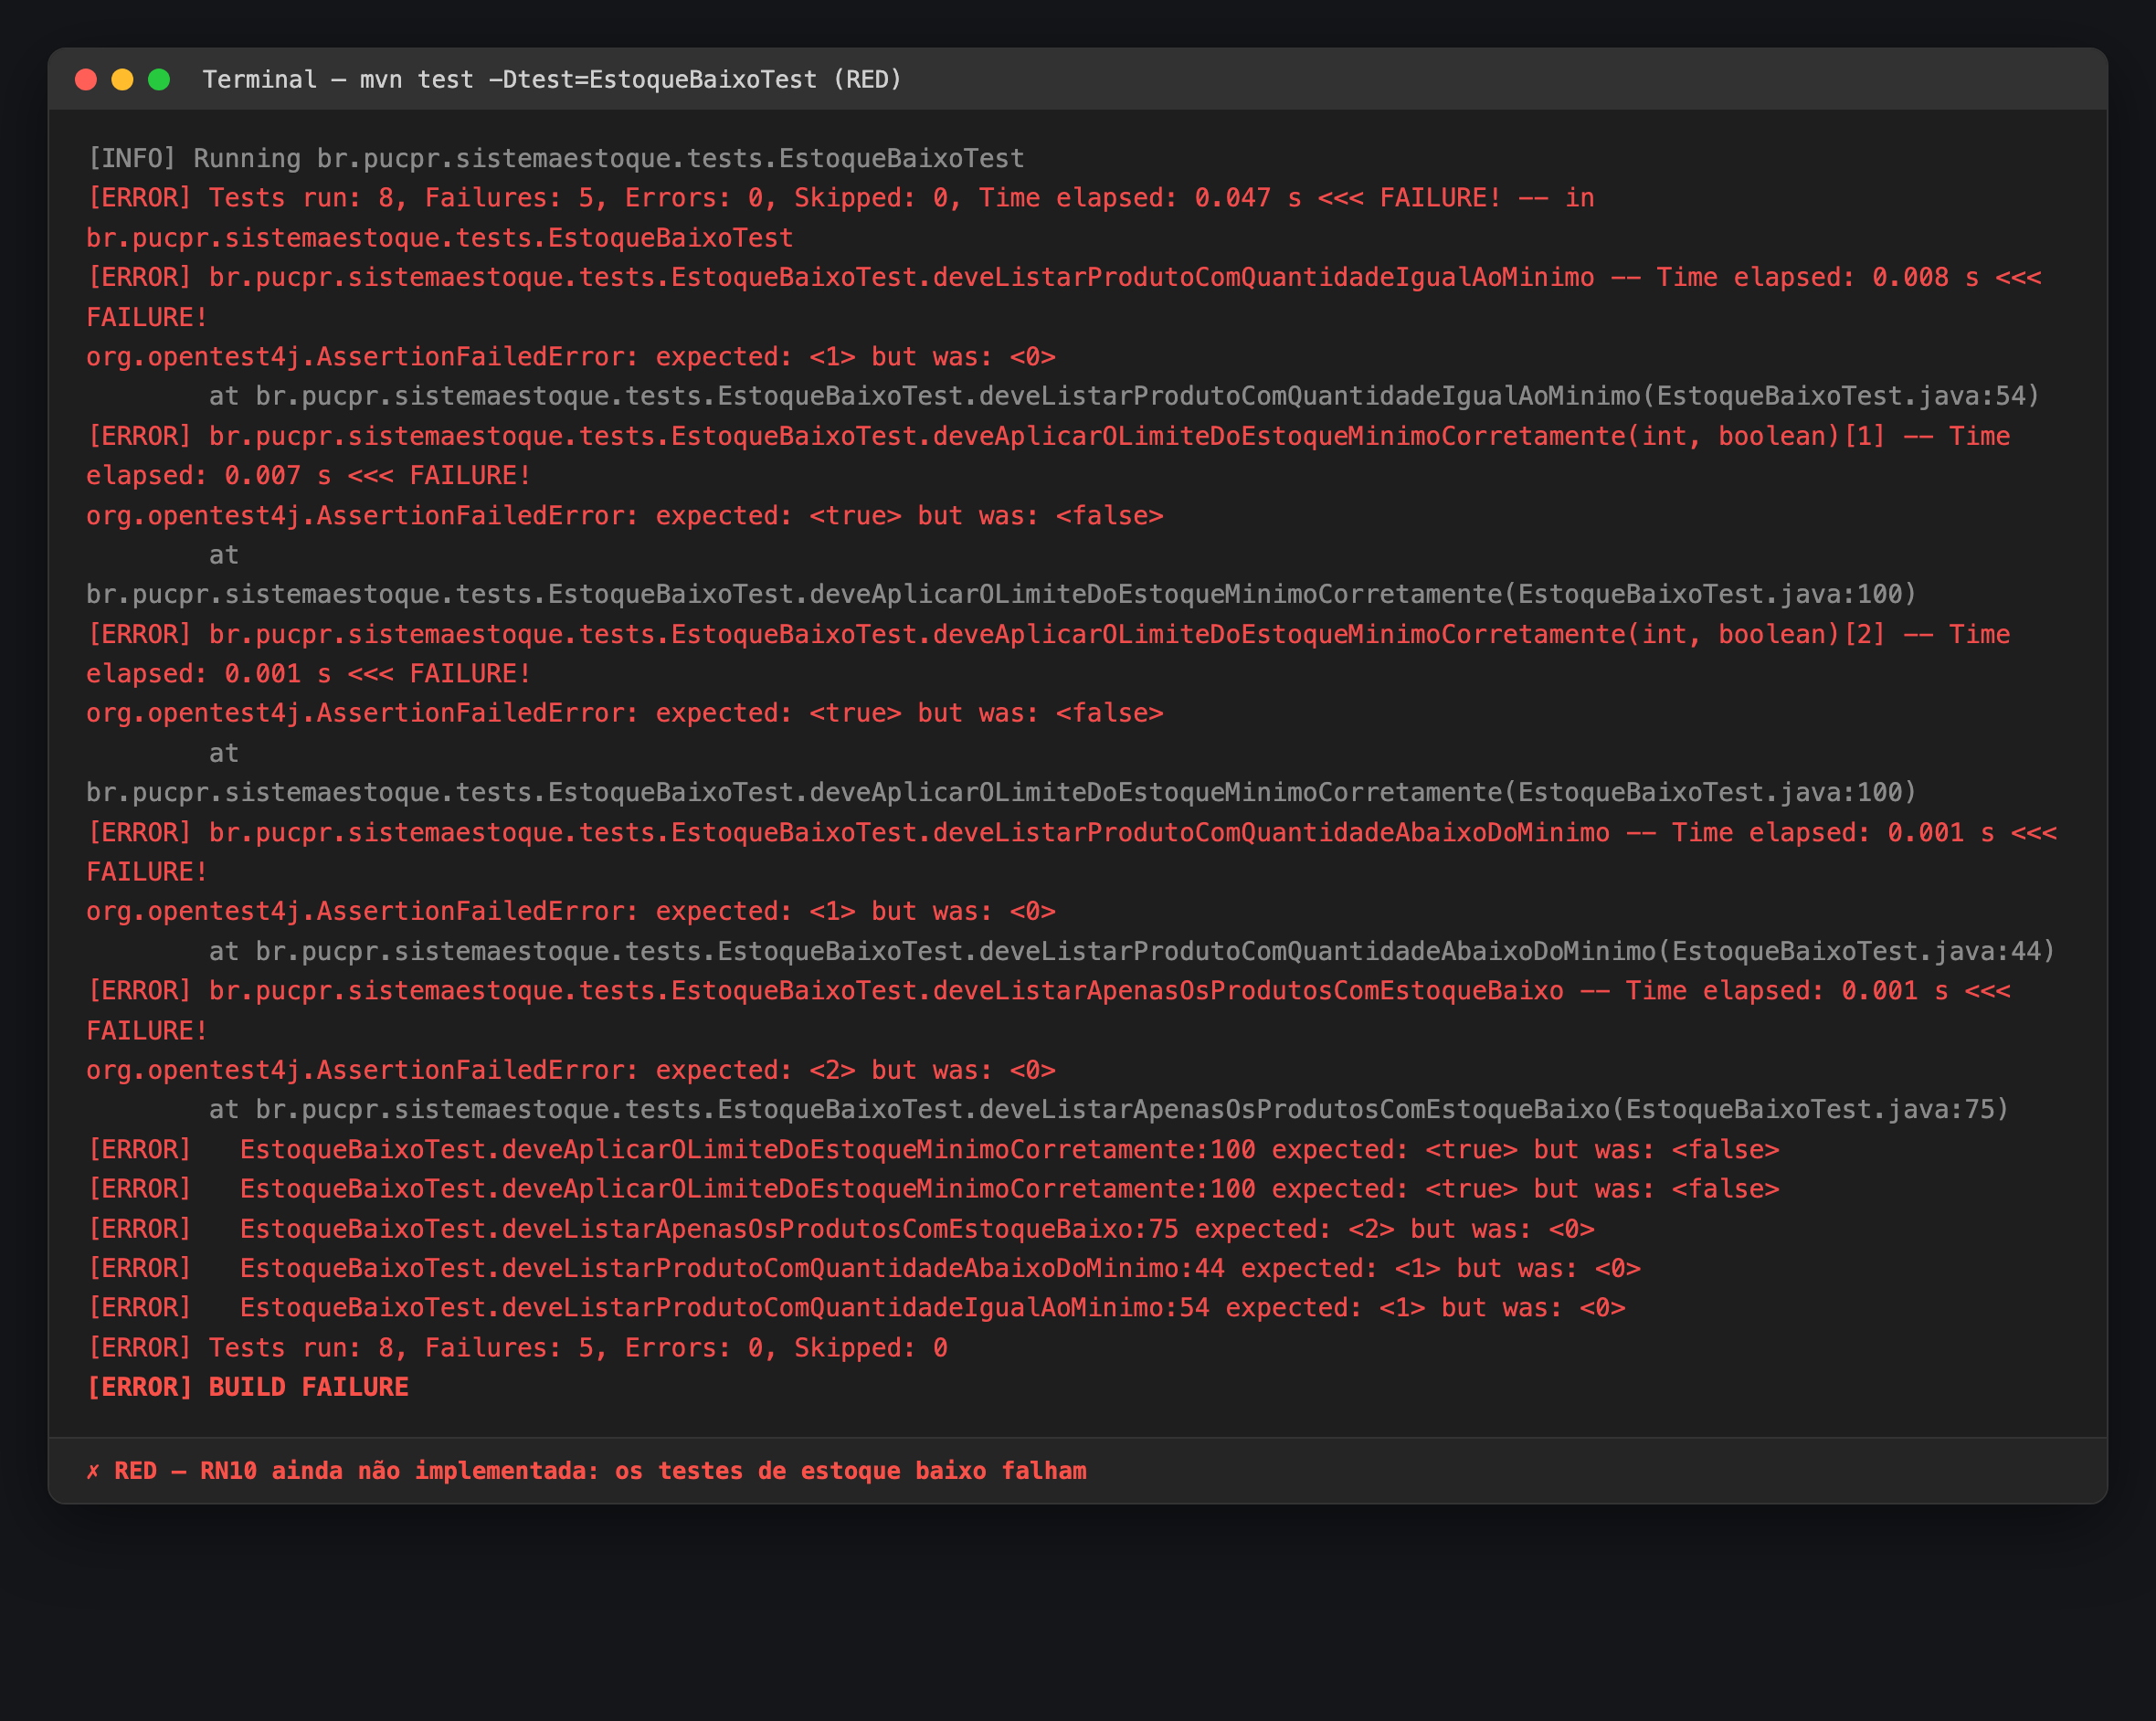 Terminal — mvn test -Dtest=EstoqueBaixoTest (RED)
[INFO] Running br.pucpr.sistemaestoque.tests.EstoqueBaixoTest
[ERROR] Tests run: 8, Failures: 5, Errors: 0, Skipped: 0, Time elapsed: 0.047 s <<< FAILURE! -- in
br.pucpr.sistemaestoque.tests.EstoqueBaixoTest
[ERROR] br.pucpr.sistemaestoque.tests.EstoqueBaixoTest.deveListarProdutoComQuantidadeIgualAoMinimo -- Time elapsed: 0.008 s <<<
FAILURE!
org.opentest4j.AssertionFailedError: expected: <1> but was: <0>
at br.pucpr.sistemaestoque.tests.EstoqueBaixoTest.deveListarProdutoComQuantidadeIgualAoMinimo(EstoqueBaixoTest.java:54)
[ERROR] br.pucpr.sistemaestoque.tests.EstoqueBaixoTest.deveAplicarOLimiteDoEstoqueMinimoCorretamente(int, boolean)[1] -- Time
elapsed: 0.007 s <<< FAILURE!
org.opentest4j.AssertionFailedError: expected: <true> but was: <false>
at
br.pucpr.sistemaestoque.tests.EstoqueBaixoTest.deveAplicarOLimiteDoEstoqueMinimoCorretamente(EstoqueBaixoTest.java:100)
[ERROR] br.pucpr.sistemaestoque.tests.EstoqueBaixoTest.deveAplicarOLimiteDoEstoqueMinimoCorretamente(int, boolean)[2] -- Time
elapsed: 0.001 s <<< FAILURE!
org.opentest4j.AssertionFailedError: expected: <true> but was: <false>
at
br.pucpr.sistemaestoque.tests.EstoqueBaixoTest.deveAplicarOLimiteDoEstoqueMinimoCorretamente(EstoqueBaixoTest.java:100)
[ERROR] br.pucpr.sistemaestoque.tests.EstoqueBaixoTest.deveListarProdutoComQuantidadeAbaixoDoMinimo -- Time elapsed: 0.001 s <<<
FAILURE!
org.opentest4j.AssertionFailedError: expected: <1> but was: <0>
at br.pucpr.sistemaestoque.tests.EstoqueBaixoTest.deveListarProdutoComQuantidadeAbaixoDoMinimo(EstoqueBaixoTest.java:44)
[ERROR] br.pucpr.sistemaestoque.tests.EstoqueBaixoTest.deveListarApenasOsProdutosComEstoqueBaixo -- Time elapsed: 0.001 s <<<
FAILURE!
org.opentest4j.AssertionFailedError: expected: <2> but was: <0>
at br.pucpr.sistemaestoque.tests.EstoqueBaixoTest.deveListarApenasOsProdutosComEstoqueBaixo(EstoqueBaixoTest.java:75)
[ERROR]   EstoqueBaixoTest.deveAplicarOLimiteDoEstoqueMinimoCorretamente:100 expected: <true> but was: <false>
[ERROR]   EstoqueBaixoTest.deveAplicarOLimiteDoEstoqueMinimoCorretamente:100 expected: <true> but was: <false>
[ERROR]   EstoqueBaixoTest.deveListarApenasOsProdutosComEstoqueBaixo:75 expected: <2> but was: <0>
[ERROR]   EstoqueBaixoTest.deveListarProdutoComQuantidadeAbaixoDoMinimo:44 expected: <1> but was: <0>
[ERROR]   EstoqueBaixoTest.deveListarProdutoComQuantidadeIgualAoMinimo:54 expected: <1> but was: <0>
[ERROR] Tests run: 8, Failures: 5, Errors: 0, Skipped: 0
[ERROR] BUILD FAILURE
✗ RED — RN10 ainda não implementada: os testes de estoque baixo falham